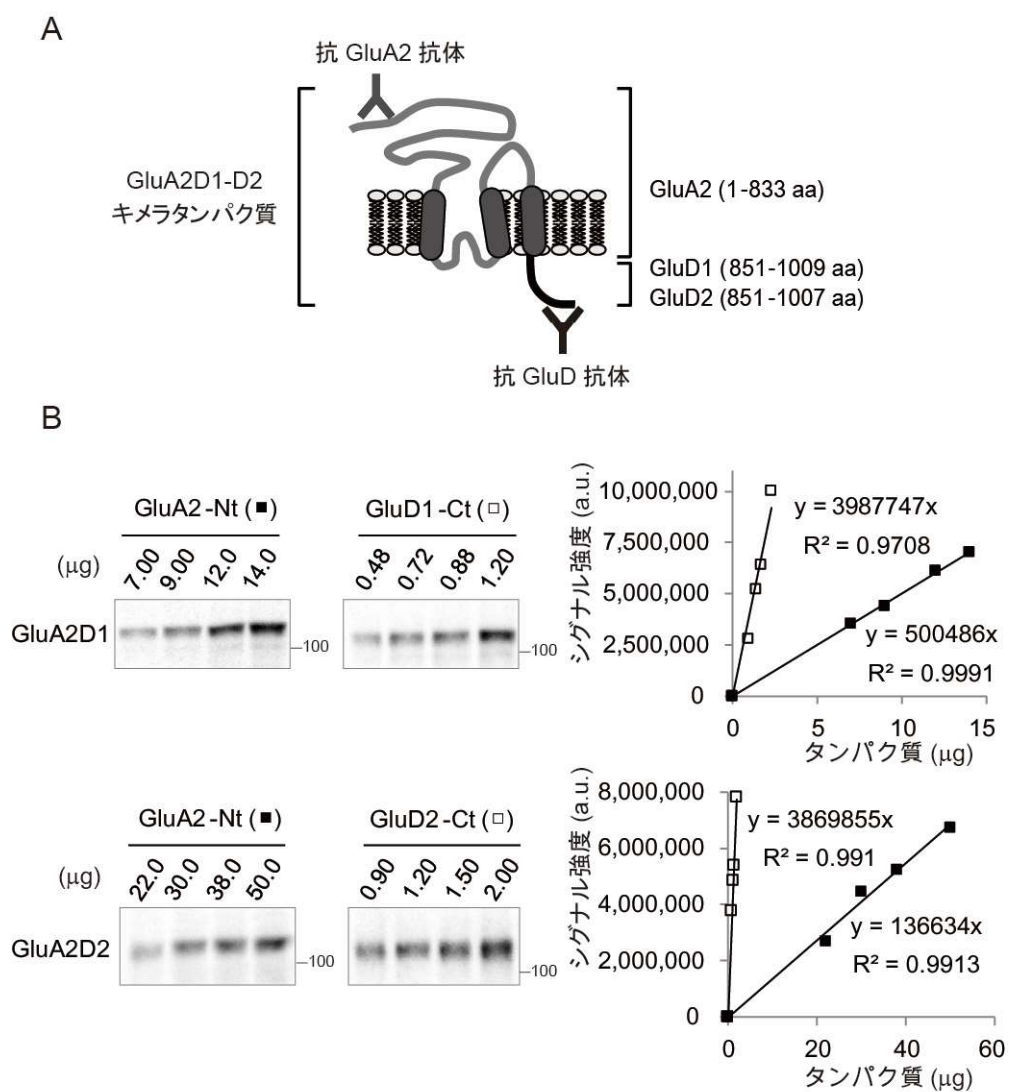 A
抗 GluA2 抗体
GluA2D1-D2
キメラタンパク質
GluA2 (1-833 aa)
GluD1 (851-1009 aa)
GluD2 (851-1007 aa)
抗 GluD 抗体
B
GluA2-Nt (■)
GluD1-Ct (□)
(μg)
7.00 9.00 12.0 14.0
0.48 0.72 0.88 1.20
GluA2D1
–100
–100
シグナル強度 (a.u.)
10,000,000
7,500,000
5,000,000
2,500,000
0
y = 3987747x
R² = 0.9708
y = 500486x
R² = 0.9991
0 5 10 15
タンパク質 (μg)
GluA2-Nt (■)
GluD2-Ct (□)
(μg)
22.0 30.0 38.0 50.0
0.90 1.20 1.50 2.00
GluA2D2
–100
–100
シグナル強度 (a.u.)
8,000,000
6,000,000
4,000,000
2,000,000
0
y = 3869855x
R² = 0.991
y = 136634x
R² = 0.9913
0 20 40 60
タンパク質 (μg)